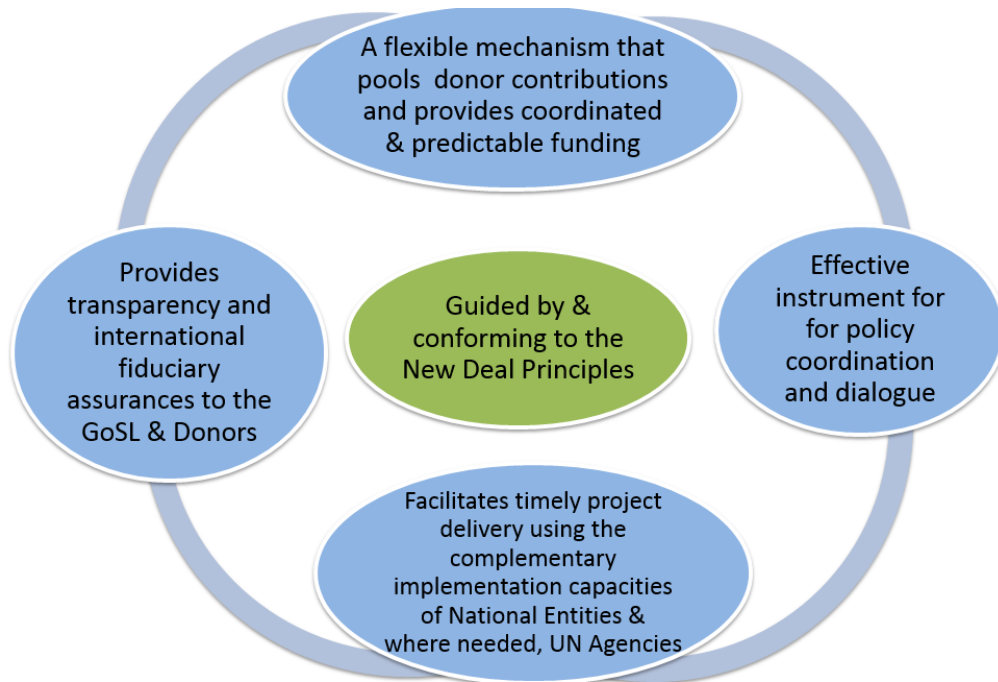 A flexible mechanism that
pools donor contributions
and provides coordinated
& predictable funding
Provides
transparency and
international
fiduciary
assurances to the
GoSL & Donors
Guided by &
conforming to the
New Deal Principles
Effective
instrument for
for policy
coordination
and dialogue
Facilitates timely project
delivery using the
complementary
implementation capacities
of National Entities &
where needed, UN Agencies